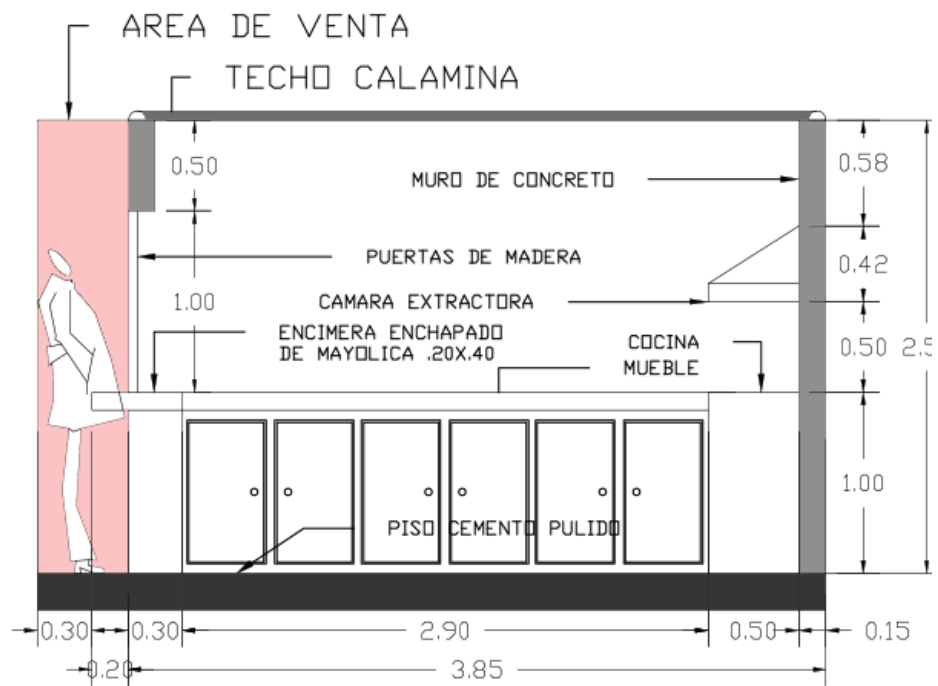 AREA DE VENTA
TECHO CALAMINA
0.50
MURO DE CONCRETO
0.58
PUERTAS DE MADERA
0.42
1.00
CAMARA EXTRACTORA
ENCIMERA ENCHAPADO
DE MAYOLICA .20X.40
COCINA
MUEBLE
0.50
1.00
PISO CEMENTO PULIDO
0.30
0.30
2.90
0.50
0.15
0.20
3.85